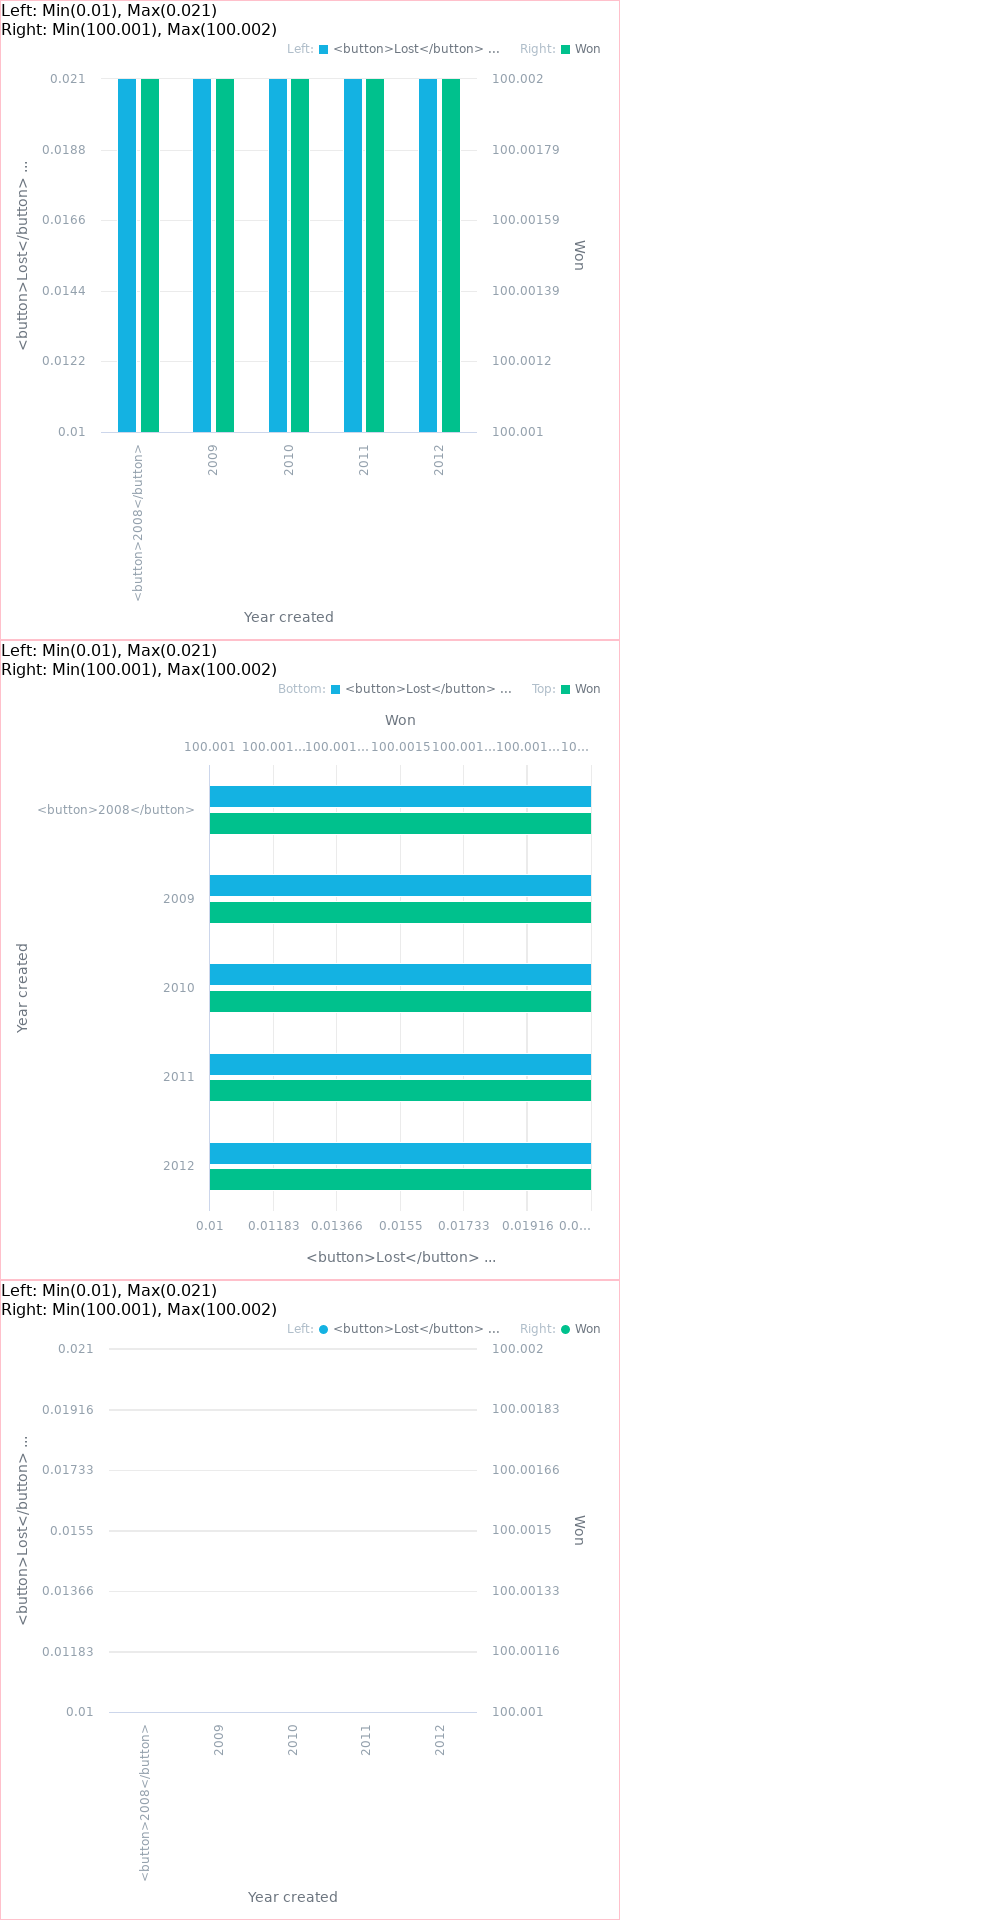 Left: Min(0.01), Max(0.021)
Right: Min(100.001), Max(100.002)
Left: <button>Lost</button> ... Right: Won
0.021
0.0188
0.0166
0.0144
0.0122
0.01
<button>Lost</button> ...
100.002
100.00179
100.00159
100.00139
100.0012
100.001
Won
<button>2008</button> 2009 2010 2011 2012
Year created
Left: Min(0.01), Max(0.021)
Right: Min(100.001), Max(100.002)
Bottom: <button>Lost</button> ... Top: Won
Won
100.001 100.001... 100.001... 100.0015 100.001... 100.001... 10...
<button>2008</button>
2009
2010
2011
2012
Year created
0.01 0.01183 0.01366 0.0155 0.01733 0.01916 0.0...
<button>Lost</button> ...
Left: Min(0.01), Max(0.021)
Right: Min(100.001), Max(100.002)
Left: <button>Lost</button> ... Right: Won
0.021
0.01916
0.01733
0.0155
0.01366
0.01183
0.01
<button>Lost</button> ...
100.002
100.00183
100.00166
100.0015
100.00133
100.00116
100.001
Won
<button>2008</button> 2009 2010 2011 2012
Year created